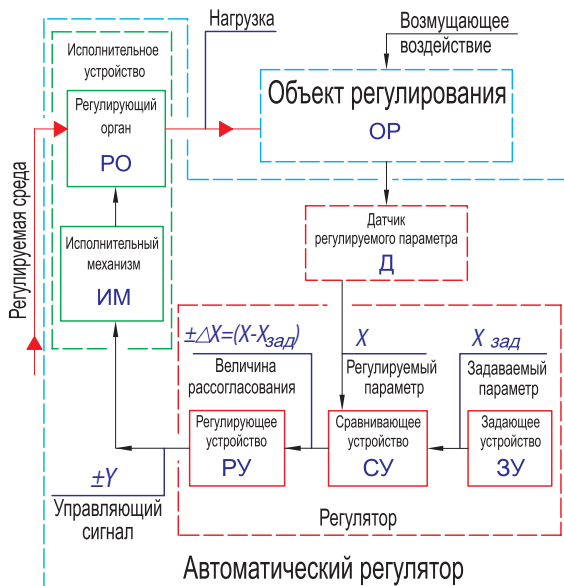 Нагрузка
Возмущающее
воздействие
Исполнительное
устройство
Регулирующий
орган
РО
Объект регулирования
ОР
Регулируемая среда
Исполнительный
механизм
ИМ
Датчик
регулируемого параметра
Д
±△X=(X-Xзад)
Величина
рассогласования
X
Регулируемый
параметр
X зад
Задаваемый
параметр
Регулирующее
устройство
РУ
Сравнивающее
устройство
СУ
Задающее
устройство
ЗУ
±Y
Управляющий
сигнал
Регулятор
Автоматический регулятор